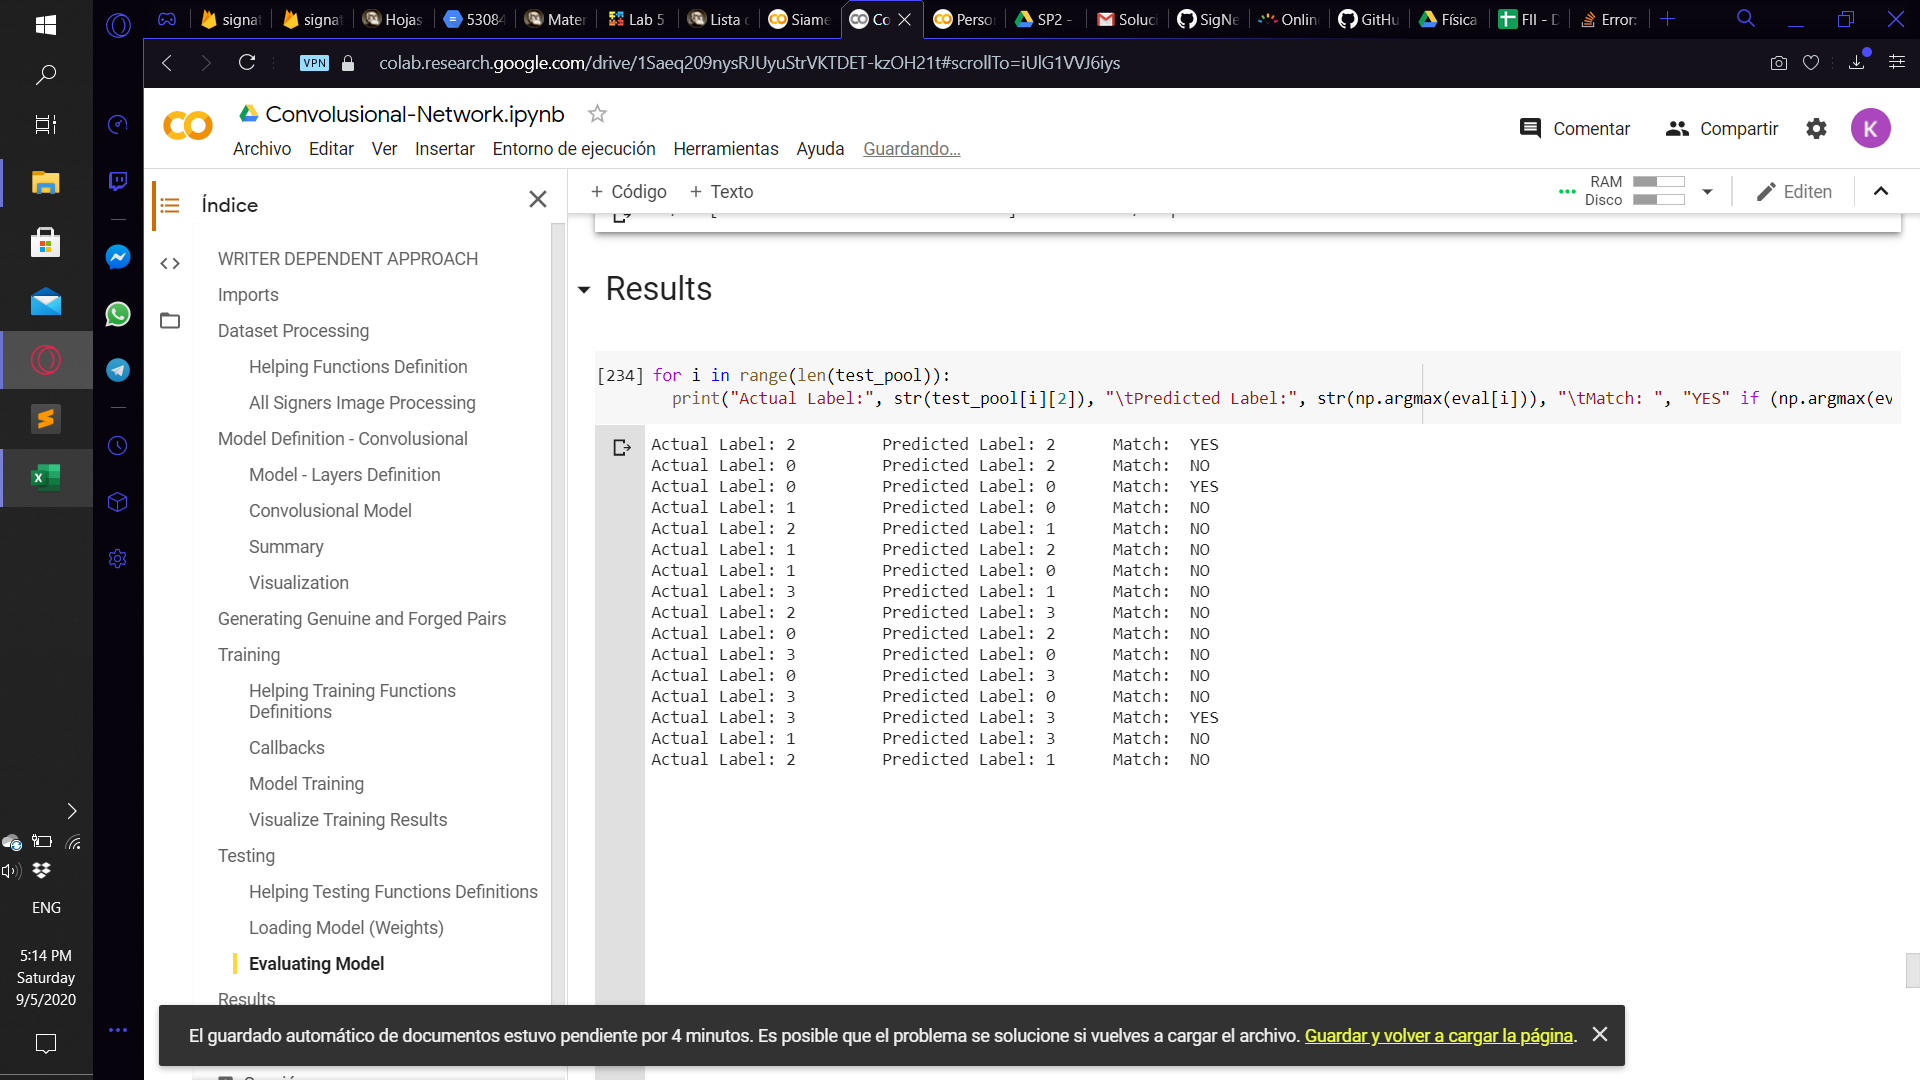 signat
signat
Hojas
53084
Mater
Lab 5
Lista
Siame
Co
Perso
SP2 -
Soluci
SigNe
Onlin
GitHu
Física
FII - D
Error:
VPN
colab.research.google.com/drive/1Saeq209nysRJUyuStrVKTDET-kzOH21t#scrollTo=iUlG1VVJ6iys
Convolusional-Network.ipynb
Comentar
Compartir
K
Archivo Editar Ver Insertar Entorno de ejecución Herramientas Ayuda Guardando...
Índice
+ Código + Texto
RAM
Disco
Editen
WRITER DEPENDENT APPROACH
Imports
Dataset Processing
Helping Functions Definition
All Signers Image Processing
Model Definition - Convolusional
Model - Layers Definition
Convolusional Model
Summary
Visualization
Generating Genuine and Forged Pairs
Training
Helping Training Functions
Definitions
Callbacks
Model Training
Visualize Training Results
Testing
Helping Testing Functions Definitions
Loading Model (Weights)
Evaluating Model
Results
Results
[234] for i in range(len(test_pool)):
print("Actual Label:", str(test_pool[i][2]), "\tPredicted Label:", str(np.argmax(eval[i])), "\tMatch: ", "YES" if (np.argmax(ev
Actual Label: 2 Predicted Label: 2 Match: YES
Actual Label: 0 Predicted Label: 2 Match: NO
Actual Label: 0 Predicted Label: 0 Match: YES
Actual Label: 1 Predicted Label: 0 Match: NO
Actual Label: 2 Predicted Label: 1 Match: NO
Actual Label: 1 Predicted Label: 2 Match: NO
Actual Label: 1 Predicted Label: 0 Match: NO
Actual Label: 3 Predicted Label: 1 Match: NO
Actual Label: 2 Predicted Label: 3 Match: NO
Actual Label: 0 Predicted Label: 2 Match: NO
Actual Label: 3 Predicted Label: 0 Match: NO
Actual Label: 0 Predicted Label: 3 Match: NO
Actual Label: 3 Predicted Label: 0 Match: NO
Actual Label: 3 Predicted Label: 3 Match: YES
Actual Label: 1 Predicted Label: 3 Match: NO
Actual Label: 2 Predicted Label: 1 Match: NO
El guardado automático de documentos estuvo pendiente por 4 minutos. Es posible que el problema se solucione si vuelves a cargar el archivo. Guardar y volver a cargar la página.
ENG
5:14 PM
Saturday
9/5/2020